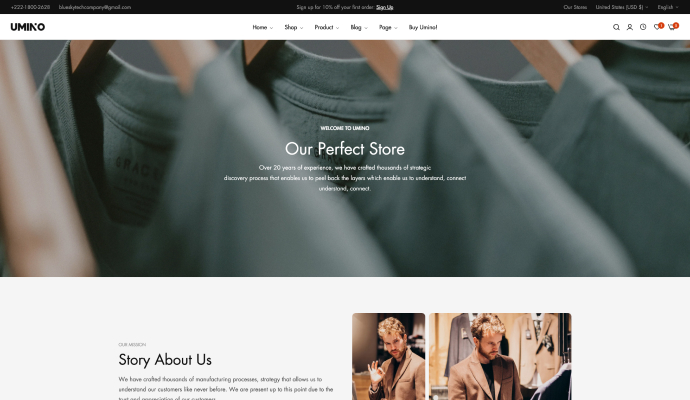 +222-1800-2628 blueskytechcompany@gmail.com Sign up for 10% off your first order. Sign Us Our Stores United States (USD $) English
UMINO Home Shop Product Blog Page Buy Umino!
WELCOME TO UMINO
Our Perfect Store
Over 20 years of experience, we have crafted thousands of strategic
discovery process that enables us to peel back the layers which enable us to understand, connect
understand, connect.
OUR MISSION
Story About Us
We have crafted thousands of manufacturing processes, strategy that allows us to
understand our customers like never before. We are present up to this point due to the
trust and appreciation of our customers